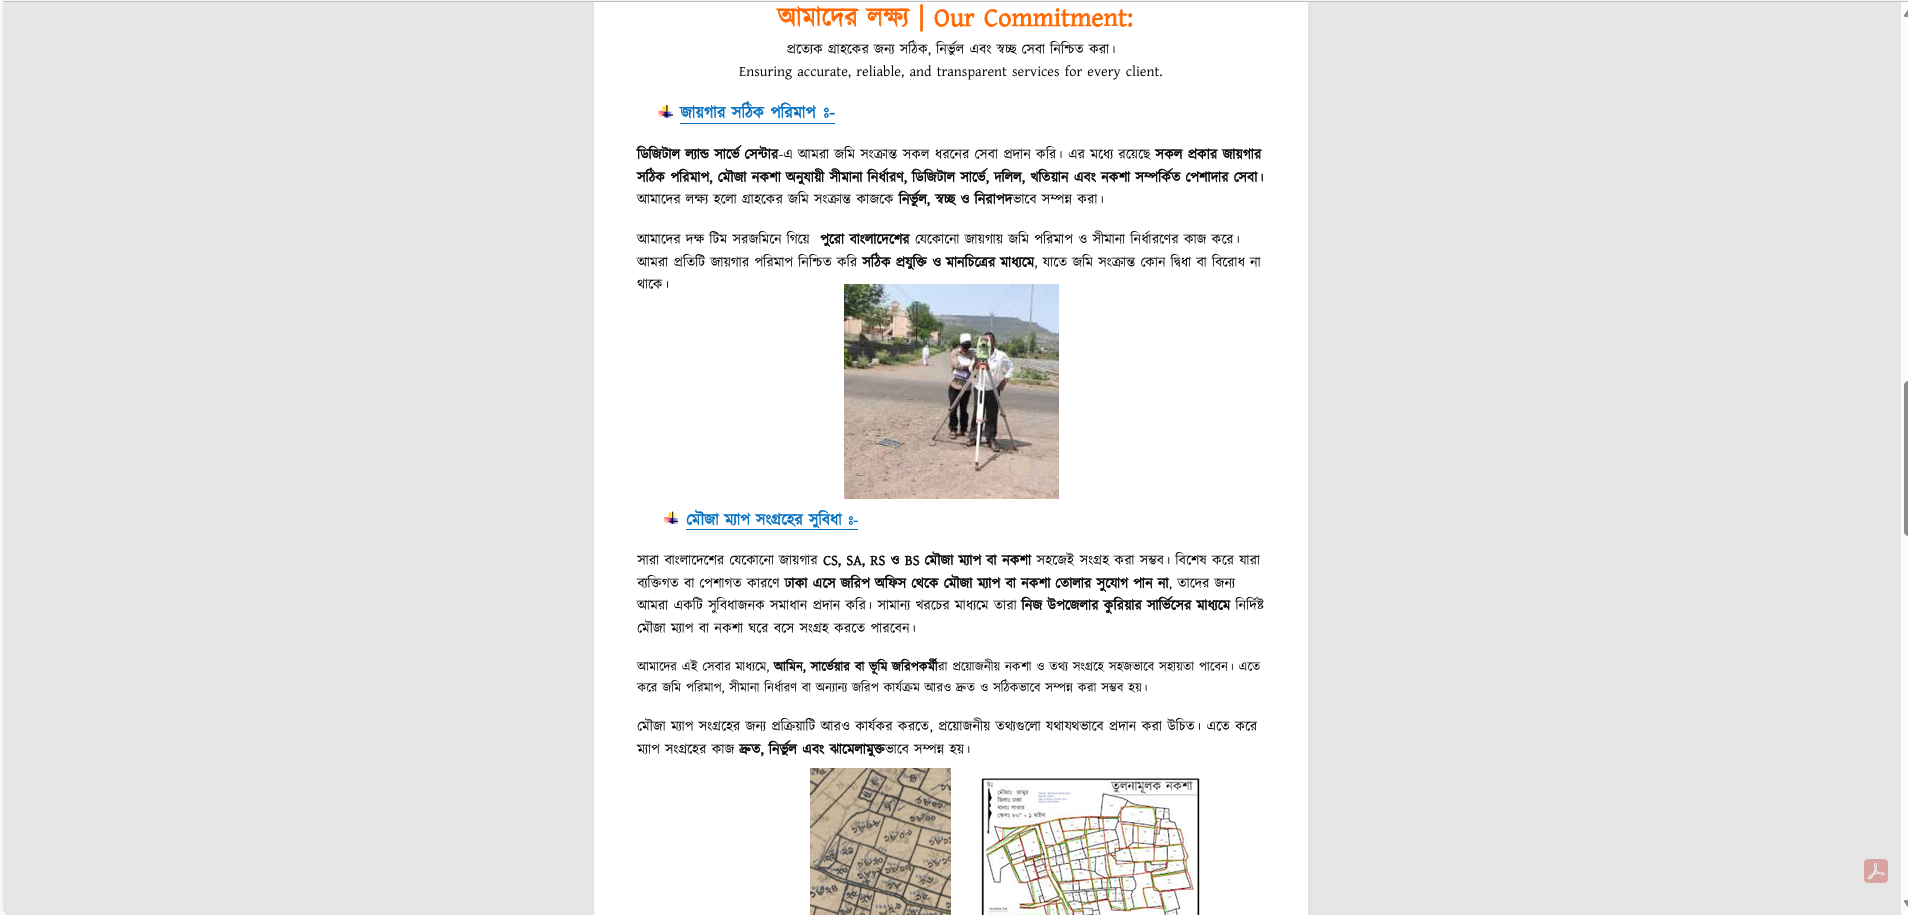 আমাদের লক্ষ্য | Our Commitment:
প্রত্যেক গ্রাহকের জন্য সঠিক, নির্ভুল এবং স্বচ্ছ সেবা নিশ্চিত করা।
Ensuring accurate, reliable, and transparent services for every client.
জায়গার সঠিক পরিমাপ ঃ-
ডিজিটাল ল্যান্ড সার্ভে সেন্টার-এ আমরা জমি সংক্রান্ত সকল ধরনের সেবা প্রদান করি। এর মধ্যে রয়েছে সকল প্রকার জায়গার
সঠিক পরিমাপ, মৌজা নকশা অনুযায়ী সীমানা নির্ধারণ, ডিজিটাল সার্ভে, দলিল, খতিয়ান এবং নকশা সম্পর্কিত পেশাদার সেবা।
আমাদের লক্ষ্য হলো গ্রাহকের জমি সংক্রান্ত কাজকে নির্ভুল, স্বচ্ছ ও নিরাপদভাবে সম্পন্ন করা।
আমাদের দক্ষ টিম সরজমিনে গিয়ে পুরো বাংলাদেশের যেকোনো জায়গায় জমি পরিমাপ ও সীমানা নির্ধারণের কাজ করে।
আমরা প্রতিটি জায়গার পরিমাপ নিশ্চিত করি সঠিক প্রযুক্তি ও মানচিত্রের মাধ্যমে, যাতে জমি সংক্রান্ত কোন দ্বিধা বা বিরোধ না
থাকে।
মৌজা ম্যাপ সংগ্রহের সুবিধা ঃ-
সারা বাংলাদেশের যেকোনো জায়গার CS, SA, RS ও BS মৌজা ম্যাপ বা নকশা সহজেই সংগ্রহ করা সম্ভব। বিশেষ করে যারা
ব্যক্তিগত বা পেশাগত কারণে ঢাকা এসে জরিপ অফিস থেকে মৌজা ম্যাপ বা নকশা তোলার সুযোগ পান না, তাদের জন্য
আমরা একটি সুবিধাজনক সমাধান প্রদান করি। সামান্য খরচের মাধ্যমে তারা নিজ উপজেলার কুরিয়ার সার্ভিসের মাধ্যমে নির্দিষ্ট
মৌজা ম্যাপ বা নকশা ঘরে বসে সংগ্রহ করতে পারবেন।
আমাদের এই সেবার মাধ্যমে, আমিন, সার্ভেয়ার বা ভূমি জরিপকর্মীরা প্রয়োজনীয় নকশা ও তথ্য সংগ্রহে সহজভাবে সহায়তা পাবেন। এতে
করে জমি পরিমাপ, সীমানা নির্ধারণ বা অন্যান্য জরিপ কার্যক্রম আরও দ্রুত ও সঠিকভাবে সম্পন্ন করা সম্ভব হয়।
মৌজা ম্যাপ সংগ্রহের জন্য প্রক্রিয়াটি আরও কার্যকর করতে, প্রয়োজনীয় তথ্যগুলো যথাযথভাবে প্রদান করা উচিত। এতে করে
ম্যাপ সংগ্রহের কাজ দ্রুত, নির্ভুল এবং ঝামেলামুক্তভাবে সম্পন্ন হয়।
তুলনামূলক নকশা
জিলাঃ ঢাকা
থানাঃ সাভার
স্কেলঃ ৮০" = ১ মাইল